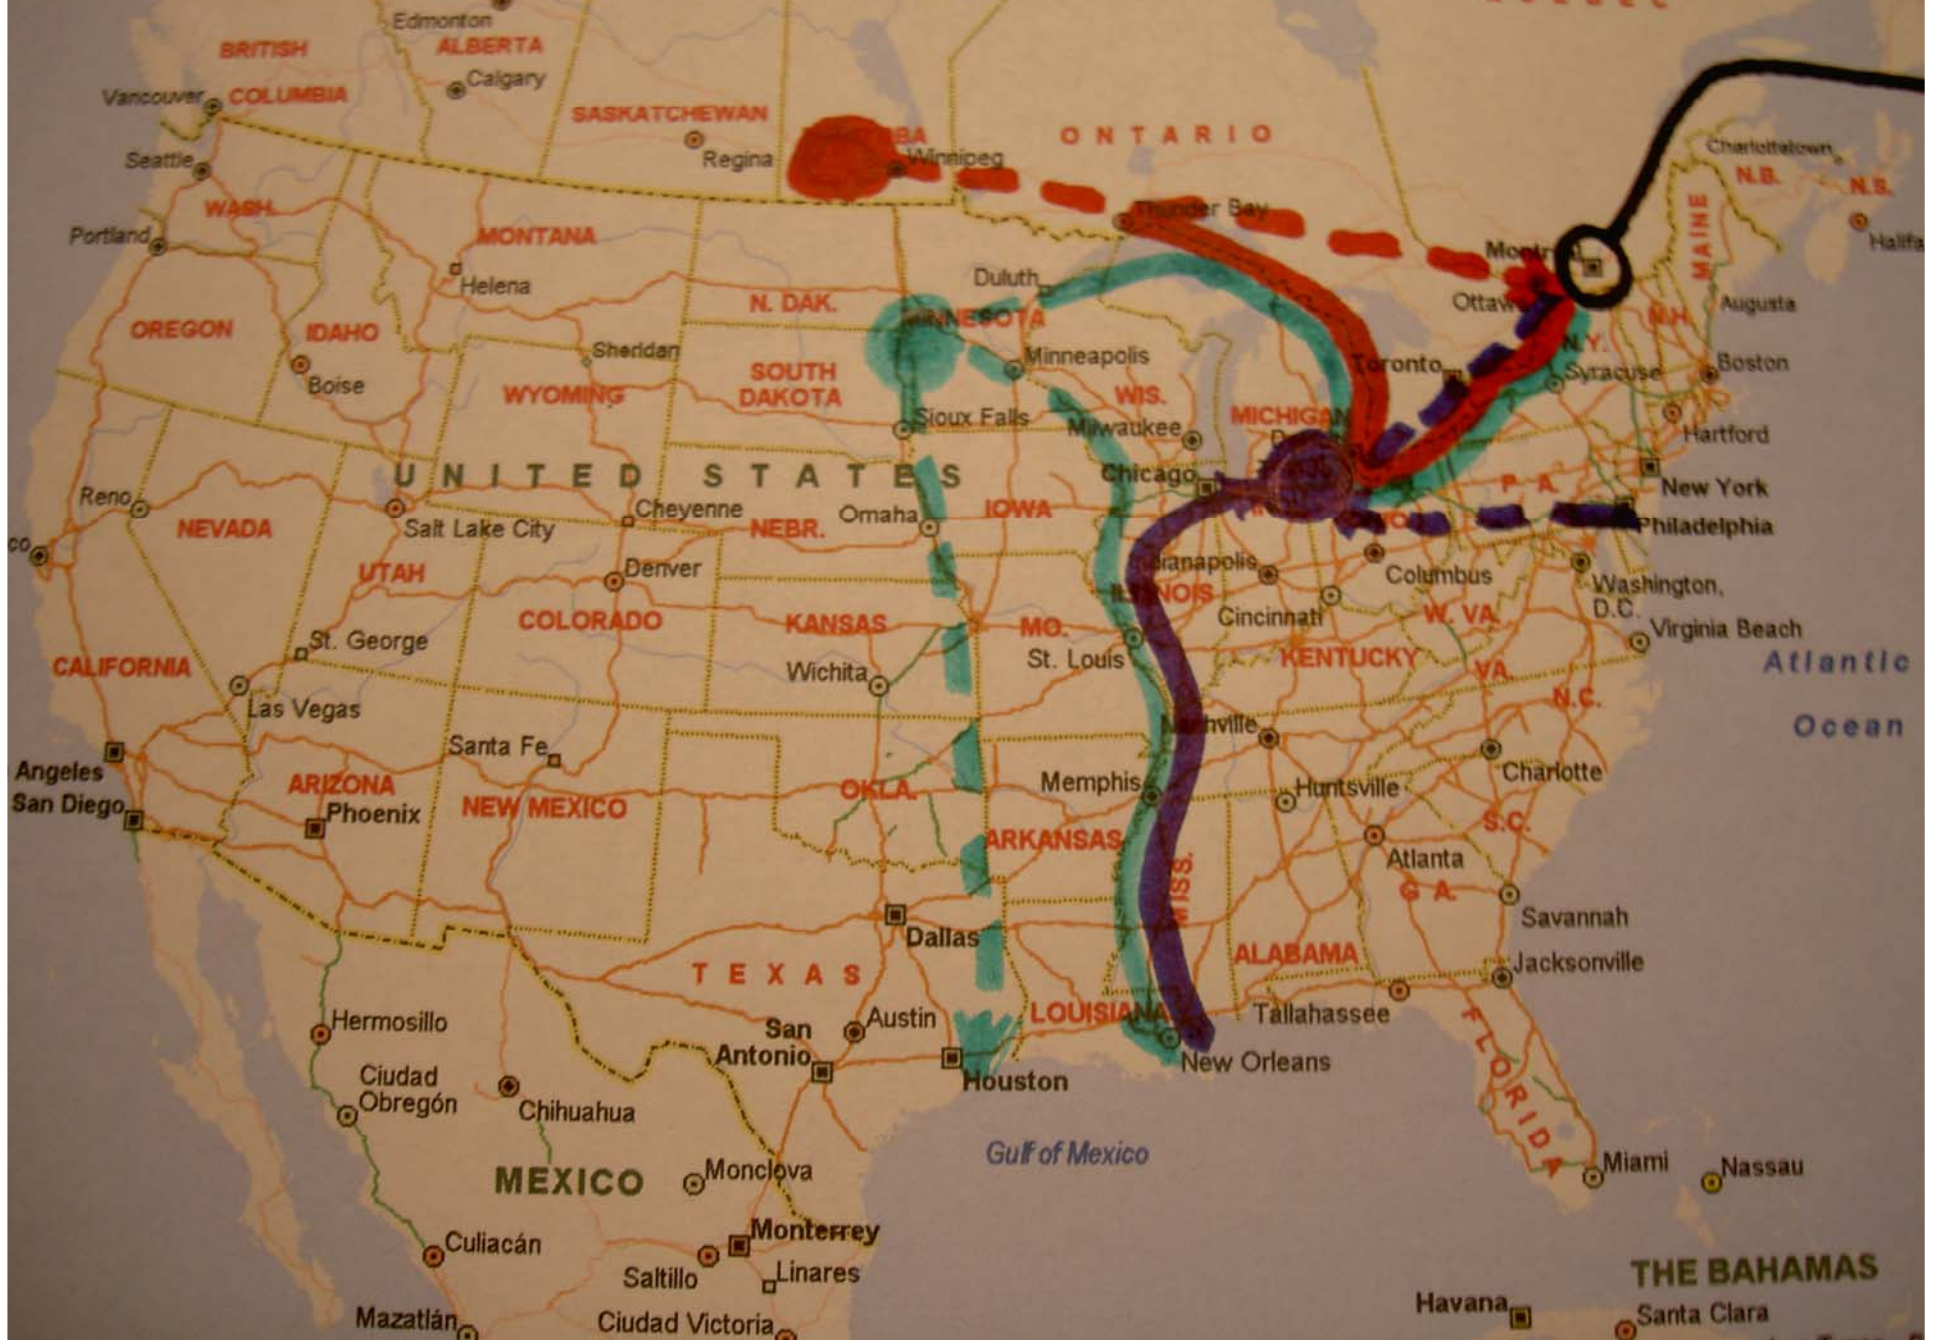 Edmonton
BRITISH
COLUMBIA
ALBERTA
Calgary
Vancouver
SASKATCHEWAN
Regina
BA
Winnipeg
ONTARIO
Charlottetown
N.B.
N.S.
Seattle
WASH.
Portland
MONTANA
Helena
Thunder Bay
Duluth
Ottawa
MAINE
Augusta
OREGON
IDAHO
Boise
N. DAK.
MINNESOTA
Sheridan
Minneapolis
SOUTH
DAKOTA
WYOMING
Sioux Falls
WIS.
Milwaukee
MICHIGAN
Toronto
N.Y.
N.H.
Syracuse
Boston
Hartford
UNITED STATES
Chicago
Reno
NEVADA
Salt Lake City
Cheyenne
NEBR.
Omaha
IOWA
P A.
New York
Philadelphia
UTAH
Denver
COLORADO
KANSAS
MO.
ILLINOIS
Columbus
Cincinnati
Washington,
D.C.
W. VA.
Virginia Beach
St. George
CALIFORNIA
Las Vegas
Wichita
St. Louis
KENTUCKY
VA.
Atlantic
Ocean
N.C.
Angeles
San Diego
ARIZONA
Phoenix
Santa Fe
NEW MEXICO
OKLA.
Nashville
Memphis
Huntsville
Charlotte
ARKANSAS
S.C.
Atlanta
G A.
MISS.
Savannah
Dallas
TEXAS
ALABAMA
Jacksonville
LOUISIANA
Tallahassee
FLORIDA
Hermosillo
Austin
San
Antonio
Houston
New Orleans
Ciudad
Obregón
Chihuahua
Gulf of Mexico
MEXICO
Monclova
Miami
Nassau
Culiacán
Monterrey
Saltillo
Linares
THE BAHAMAS
Mazatlán
Ciudad Victoria
Havana
Santa Clara